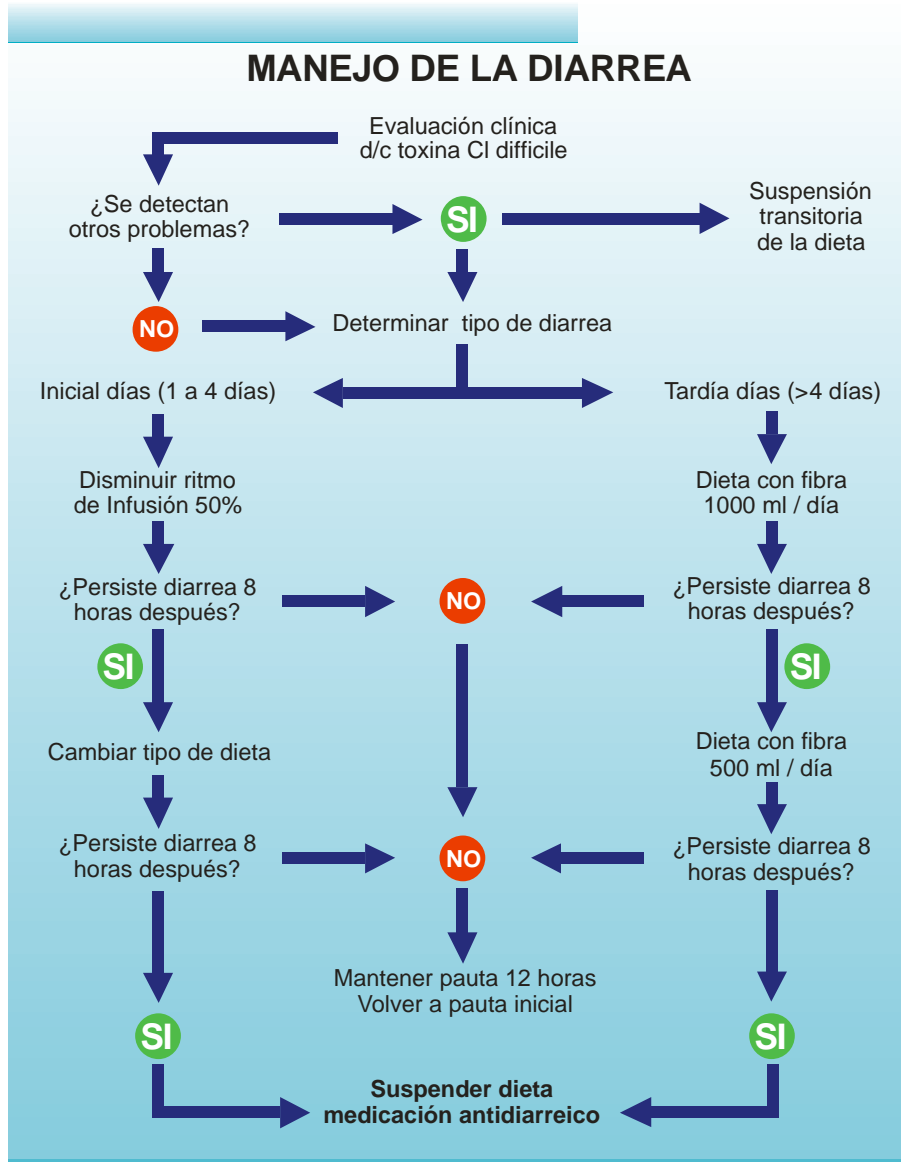 MANEJO DE LA DIARREA
Evaluación clínica
d/c toxina Cl difficile
¿Se detectan
otros problemas?
SI
Suspensión
transitoria
de la dieta
NO
Determinar tipo de diarrea
Inicial días (1 a 4 días)
Tardía días (>4 días)
Disminuir ritmo
de Infusión 50%
Dieta con fibra
1000 ml / día
¿Persiste diarrea 8
horas después?
NO
¿Persiste diarrea 8
horas después?
SI
SI
Cambiar tipo de dieta
Dieta con fibra
500 ml / día
¿Persiste diarrea 8
horas después?
NO
¿Persiste diarrea 8
horas después?
Mantener pauta 12 horas
Volver a pauta inicial
SI
SI
Suspender dieta
medicación antidiarreico